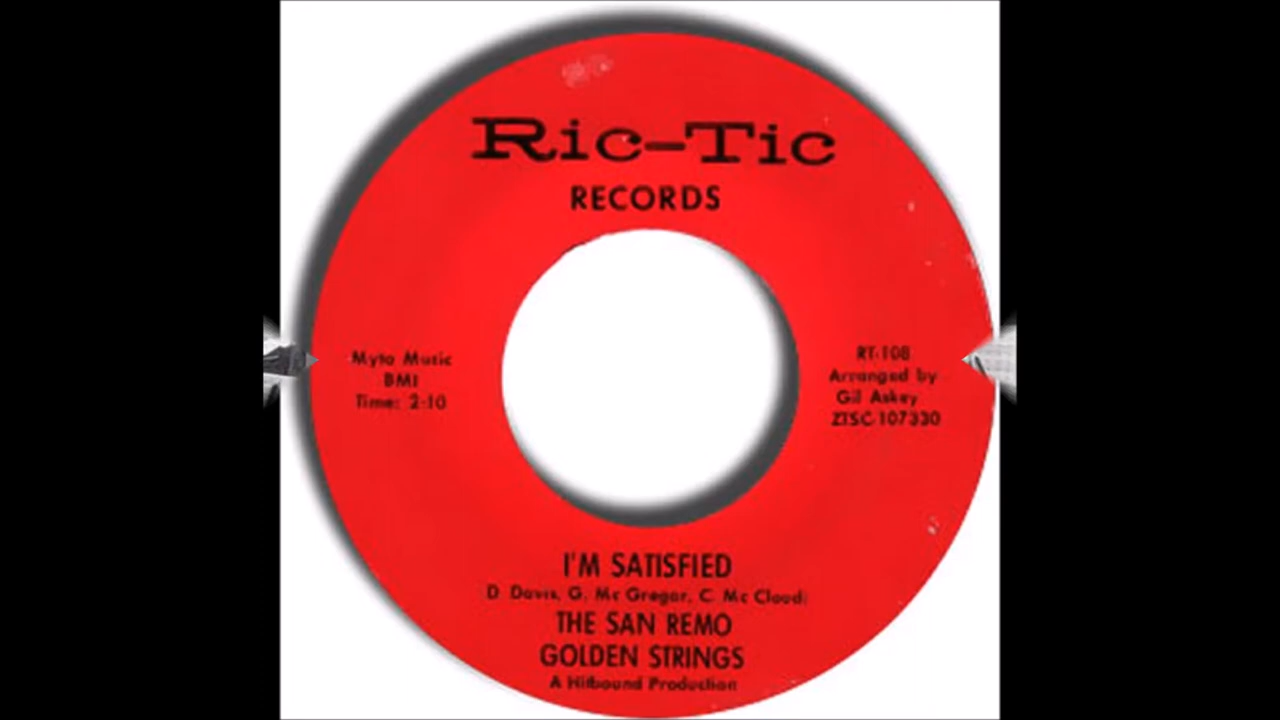 Ric-Tic
RECORDS
Myto Music
BMI
Time: 2:10
RT-108
Arranged by
Gil Askey
ZTSC-107330
I'M SATISFIED
D. Davis, G. Mc Gregor, C. Mc Cloud)
THE SAN REMO
GOLDEN STRINGS
A Hitbound Production